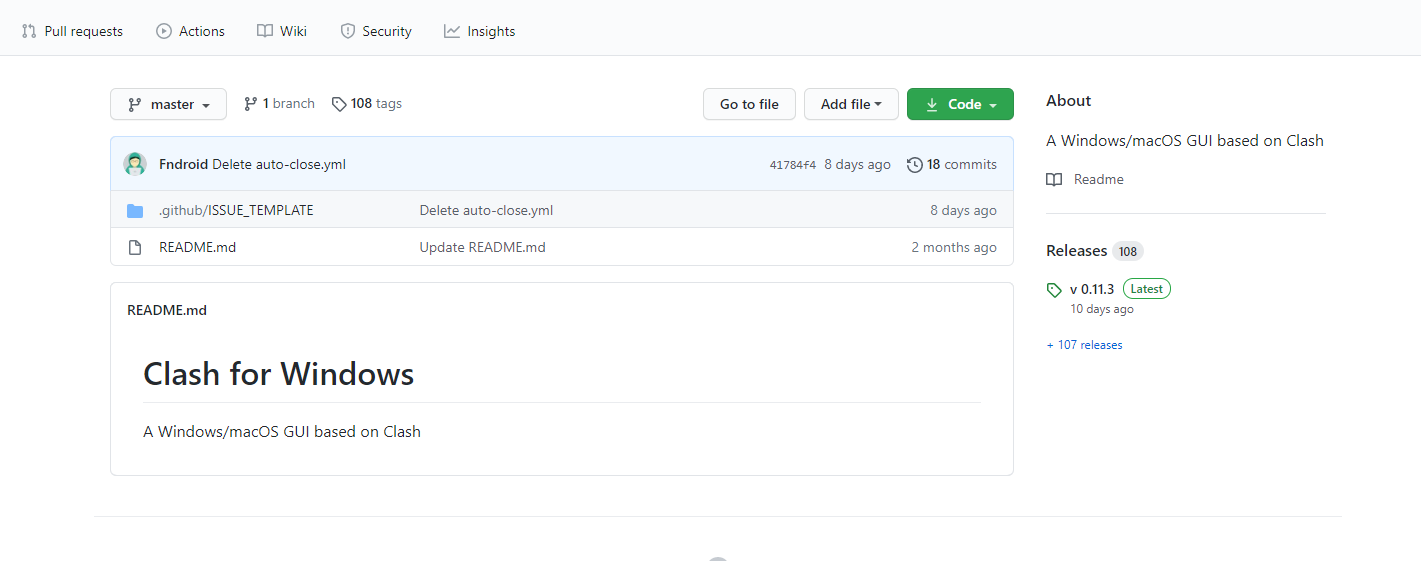 Pull requests Actions Wiki Security Insights
master 1 branch 108 tags Go to file Add file Code
Fndroid Delete auto-close.yml 41784f4 8 days ago 18 commits
.github/ISSUE_TEMPLATE Delete auto-close.yml 8 days ago
README.md Update README.md 2 months ago
README.md
Clash for Windows
A Windows/macOS GUI based on Clash
About
A Windows/macOS GUI based on Clash
Readme
Releases 108
v 0.11.3 Latest
10 days ago
+ 107 releases